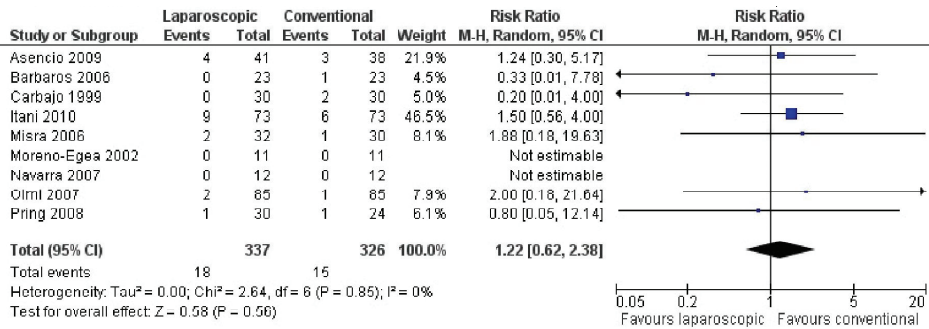 Laparoscopic Conventional Risk Ratio Risk Ratio
Study or Subgroup Events Total Events Total Weight M-H, Random, 95% CI M-H, Random, 95% CI
Asencio 2009 4 41 3 38 21.9% 1.24 [0.30, 5.17]
Barbaros 2006 0 23 1 23 4.5% 0.33 [0.01, 7.78]
Carbajo 1999 0 30 2 30 5.0% 0.20 [0.01, 4.00]
Itani 2010 9 73 6 73 46.5% 1.50 [0.56, 4.00]
Misra 2006 2 32 1 30 8.1% 1.88 [0.18, 19.63]
Moreno-Egea 2002 0 11 0 11 Not estimable
Navarra 2007 0 12 0 12 Not estimable
Olmi 2007 2 85 1 85 7.9% 2.00 [0.18, 21.64]
Pring 2008 1 30 1 24 6.1% 0.80 [0.05, 12.14]
Total (95% CI) 337 326 100.0% 1.22 [0.62, 2.38]
Total events 18 15
Heterogeneity: Tau² = 0.00; Chi² = 2.64, df = 6 (P = 0.85); I² = 0%
Test for overall effect: Z = 0.58 (P = 0.56)
0.05 0.2 1 5 20
Favours laparoscopic Favours conventional